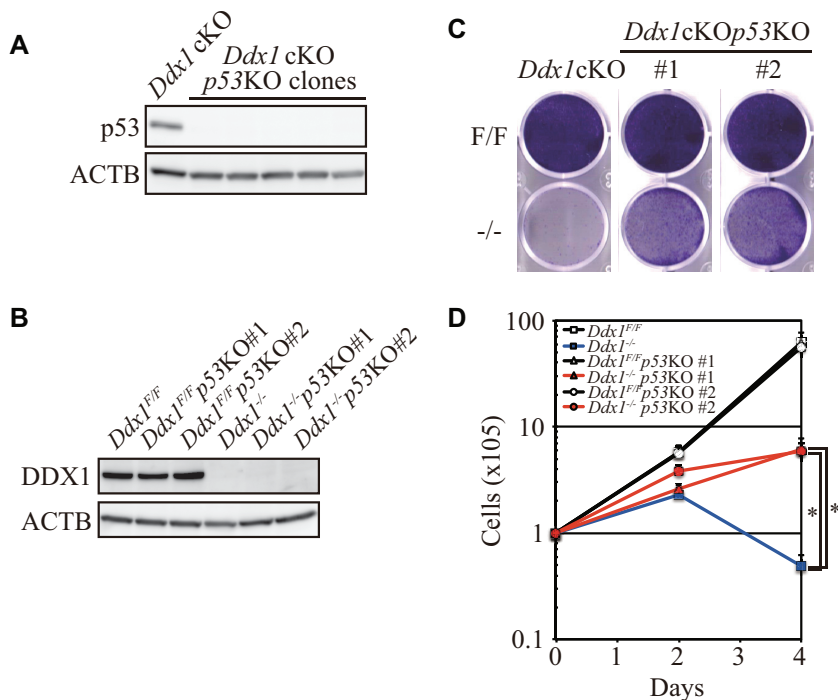 A
Ddx1 cKO
Ddx1 cKO
p53KO clones
p53
ACTB
B
Ddx1F/F
Ddx1F/F p53KO#1
Ddx1F/F p53KO#2
Ddx1-/-
Ddx1-/- p53KO#1
Ddx1-/- p53KO#2
DDX1
ACTB
C
Ddx1cKOp53KO
Ddx1cKO #1 #2
F/F
-/-
D
Cells (x105)
100
10
1
0.1
Ddx1F/F
Ddx1-/-
Ddx1F/F p53KO #1
Ddx1-/- p53KO #1
Ddx1F/F p53KO #2
Ddx1-/- p53KO #2
* *
0 1 2 3 4
Days